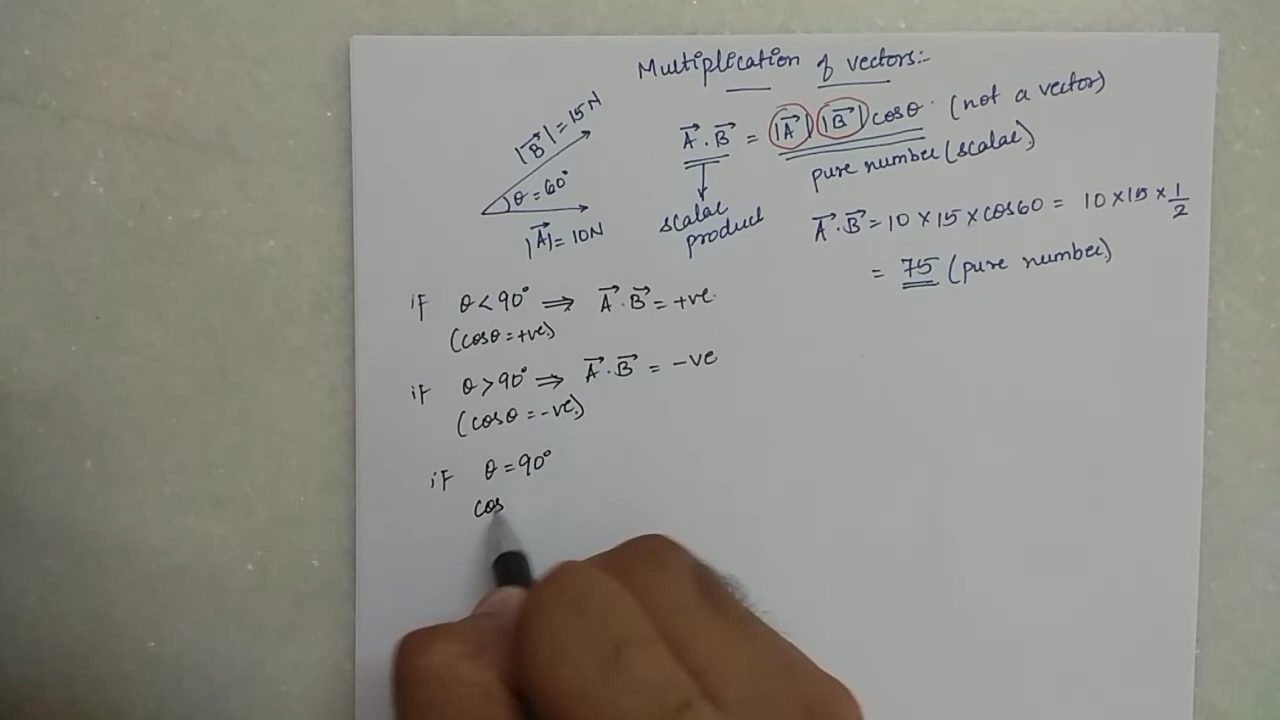 Multiplication of vectors:-
|B⃗| = 15N
θ = 60°
|A⃗| = 10N
A⃗ . B⃗ = |A⃗| |B⃗| cosθ. (not a vector)
pure number (scalar)
scalar
product
A⃗ . B⃗ = 10 × 15 × cos60 = 10 × 15 × 1/2
= 75 (pure number)
if θ < 90° ⇒ A⃗ . B⃗ = +ve.
(cosθ = +ve)
if θ > 90° ⇒ A⃗ . B⃗ = -ve
(cosθ = -ve)
if θ = 90°
cos